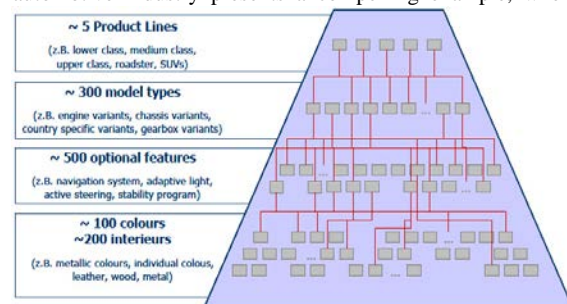 ~ 5 Product Lines
(z.B. lower class, medium class,
upper class, roadster, SUVs)
~ 300 model types
(z.B. engine variants, chassis variants,
country specific variants, gearbox variants)
~ 500 optional features
(z.B. navigation system, adaptive light,
active steering, stability program)
~ 100 colours
~200 interieurs
(z.B. metallic colours, individual colous,
leather, wood, metal)
...
...
...
...
...
...